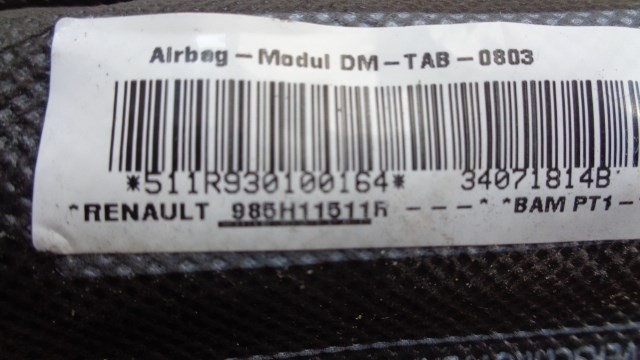 Airbag-Modul DM-TAB-0803
*511R930100164* 34071814B
*RENAULT 985H11511R ---* *BAM PT1-